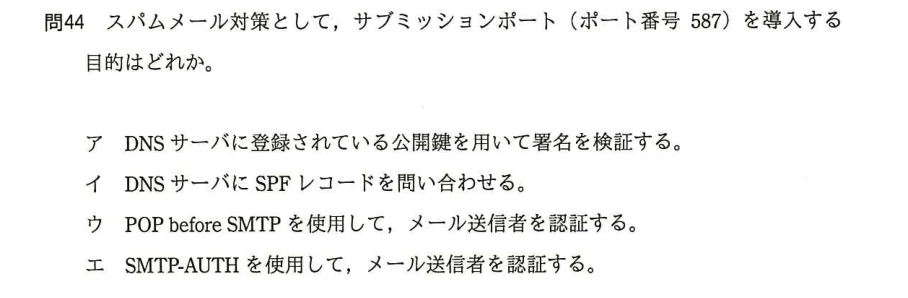 問44 スパムメール対策として，サブミッションポート（ポート番号 587）を導入する
目的はどれか。
ア DNS サーバに登録されている公開鍵を用いて署名を検証する。
イ DNS サーバに SPF レコードを問い合わせる。
ウ POP before SMTP を使用して，メール送信者を認証する。
エ SMTP-AUTH を使用して，メール送信者を認証する。